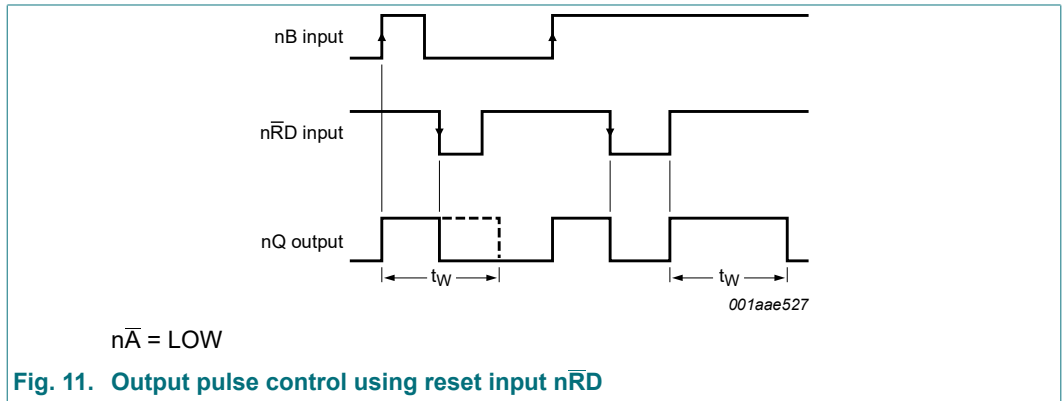 nB input
nR̅D input
nQ output
tW
tW
001aae527
nA̅ = LOW
Fig. 11. Output pulse control using reset input nR̅D